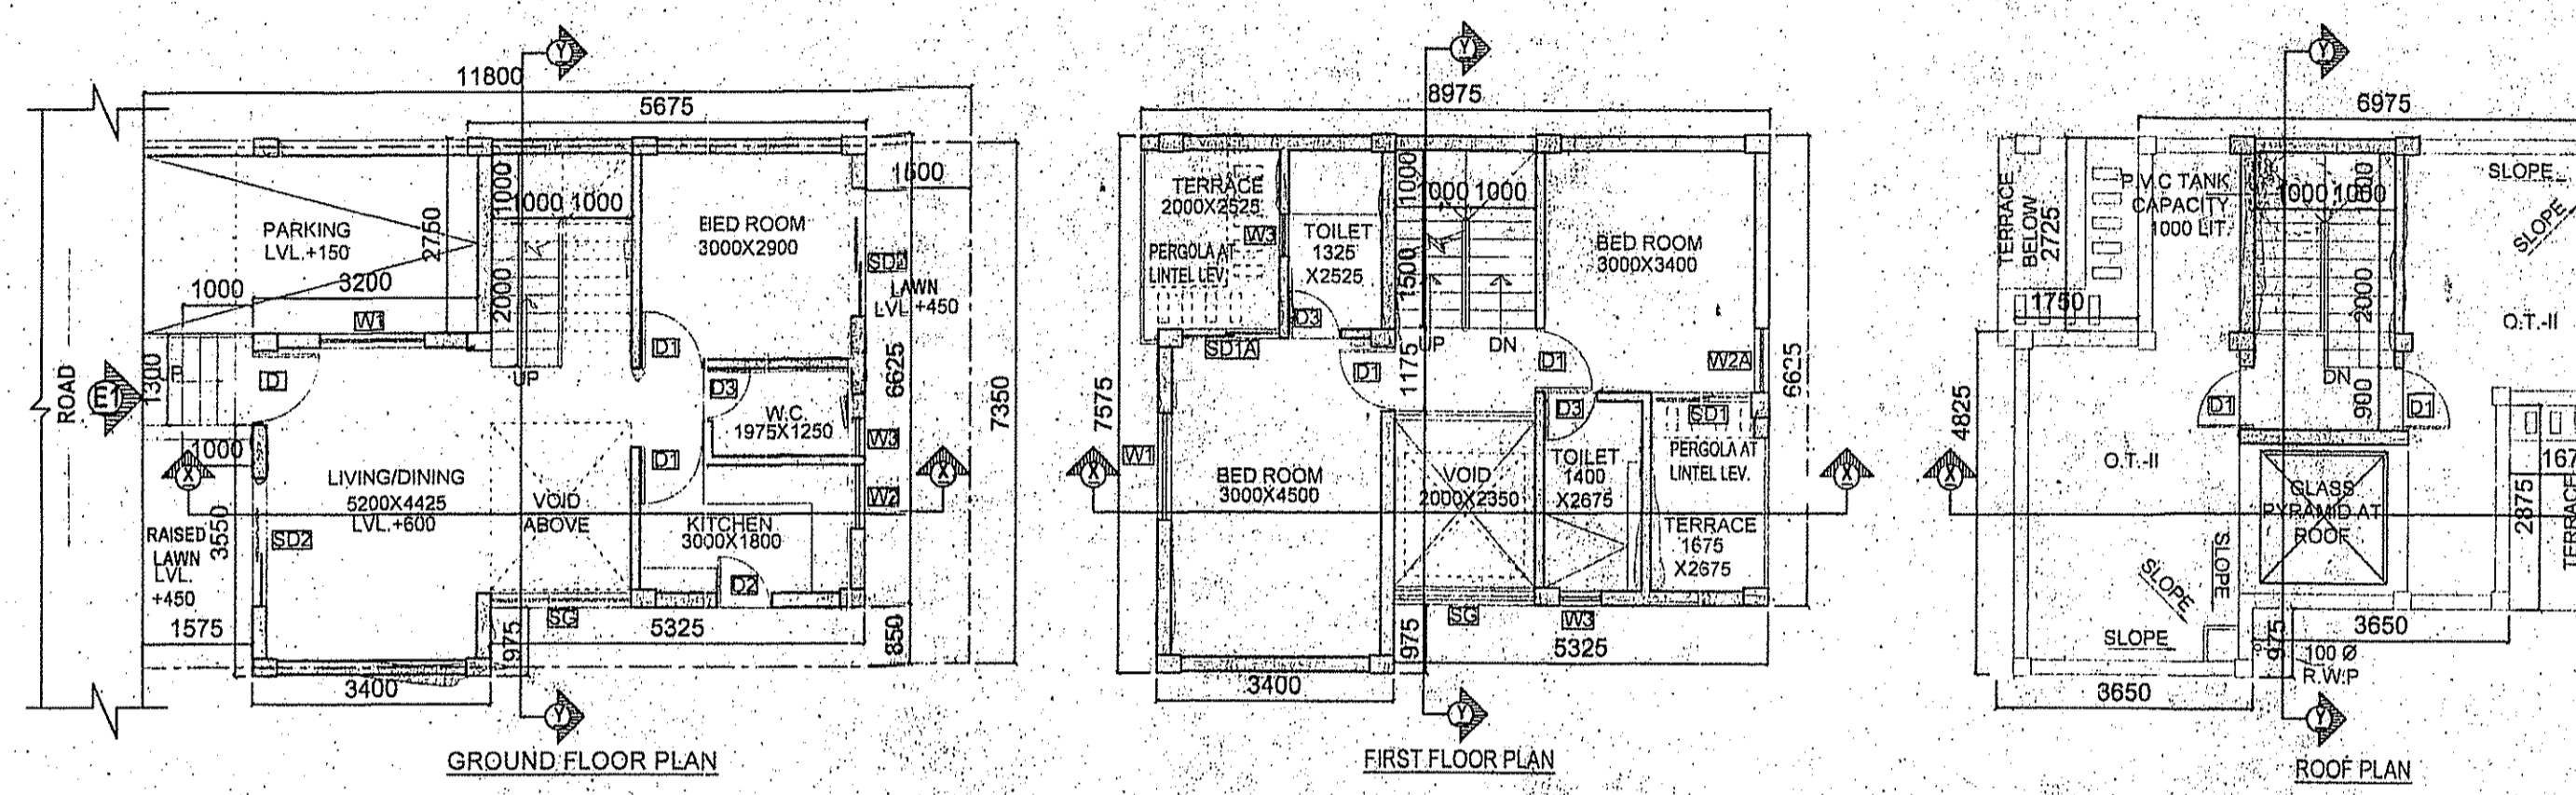 Y
11800
5675
1000
1000 1000
1500
PARKING
LVL.+150
2750
BED ROOM
3000X2900
SD2
LAWN
LVL +450
1000
3200
W1
2000
ROAD
E1
1300
D
UP
D1
D3
W.C.
1975X1250
W3
6625
7350
1000
X
X
LIVING/DINING
5200X4425
LVL.+600
VOID
ABOVE
D1
W2
KITCHEN
3000X1800
RAISED
LAWN
LVL.
+450
3550
SD2
D2
SG
1575
975
5325
850
3400
Y
GROUND FLOOR PLAN
Y
8975
TERRACE
2000X2525
1000
1000
W3
PERGOLA AT
LINTEL LEV.
TOILET
1325
X2525
1500
BED ROOM
3000X3400
D3
SD1A
UP
DN
D1
D1
W2A
1175
7575
6625
D3
SD1
PERGOLA AT
LINTEL LEV.
W1
X
X
BED ROOM
3000X4500
VOID
2000X2350
TOILET
1400
X2675
TERRACE
1675
X2675
SG
W3
975
5325
3400
Y
FIRST FLOOR PLAN
Y
6975
TERRACE
BELOW
2725
P.V.C TANK
CAPACITY
1000 LIT.
1000
SLOPE
SLOPE
1750
2000
O.T.-II
DN
D1
900
D1
4825
X
O.T.-II
GLASS
PYRAMID AT
ROOF
2875
SLOPE
SLOPE
SLOPE
975
3650
100 Ø
R.W.P
3650
Y
ROOF PLAN